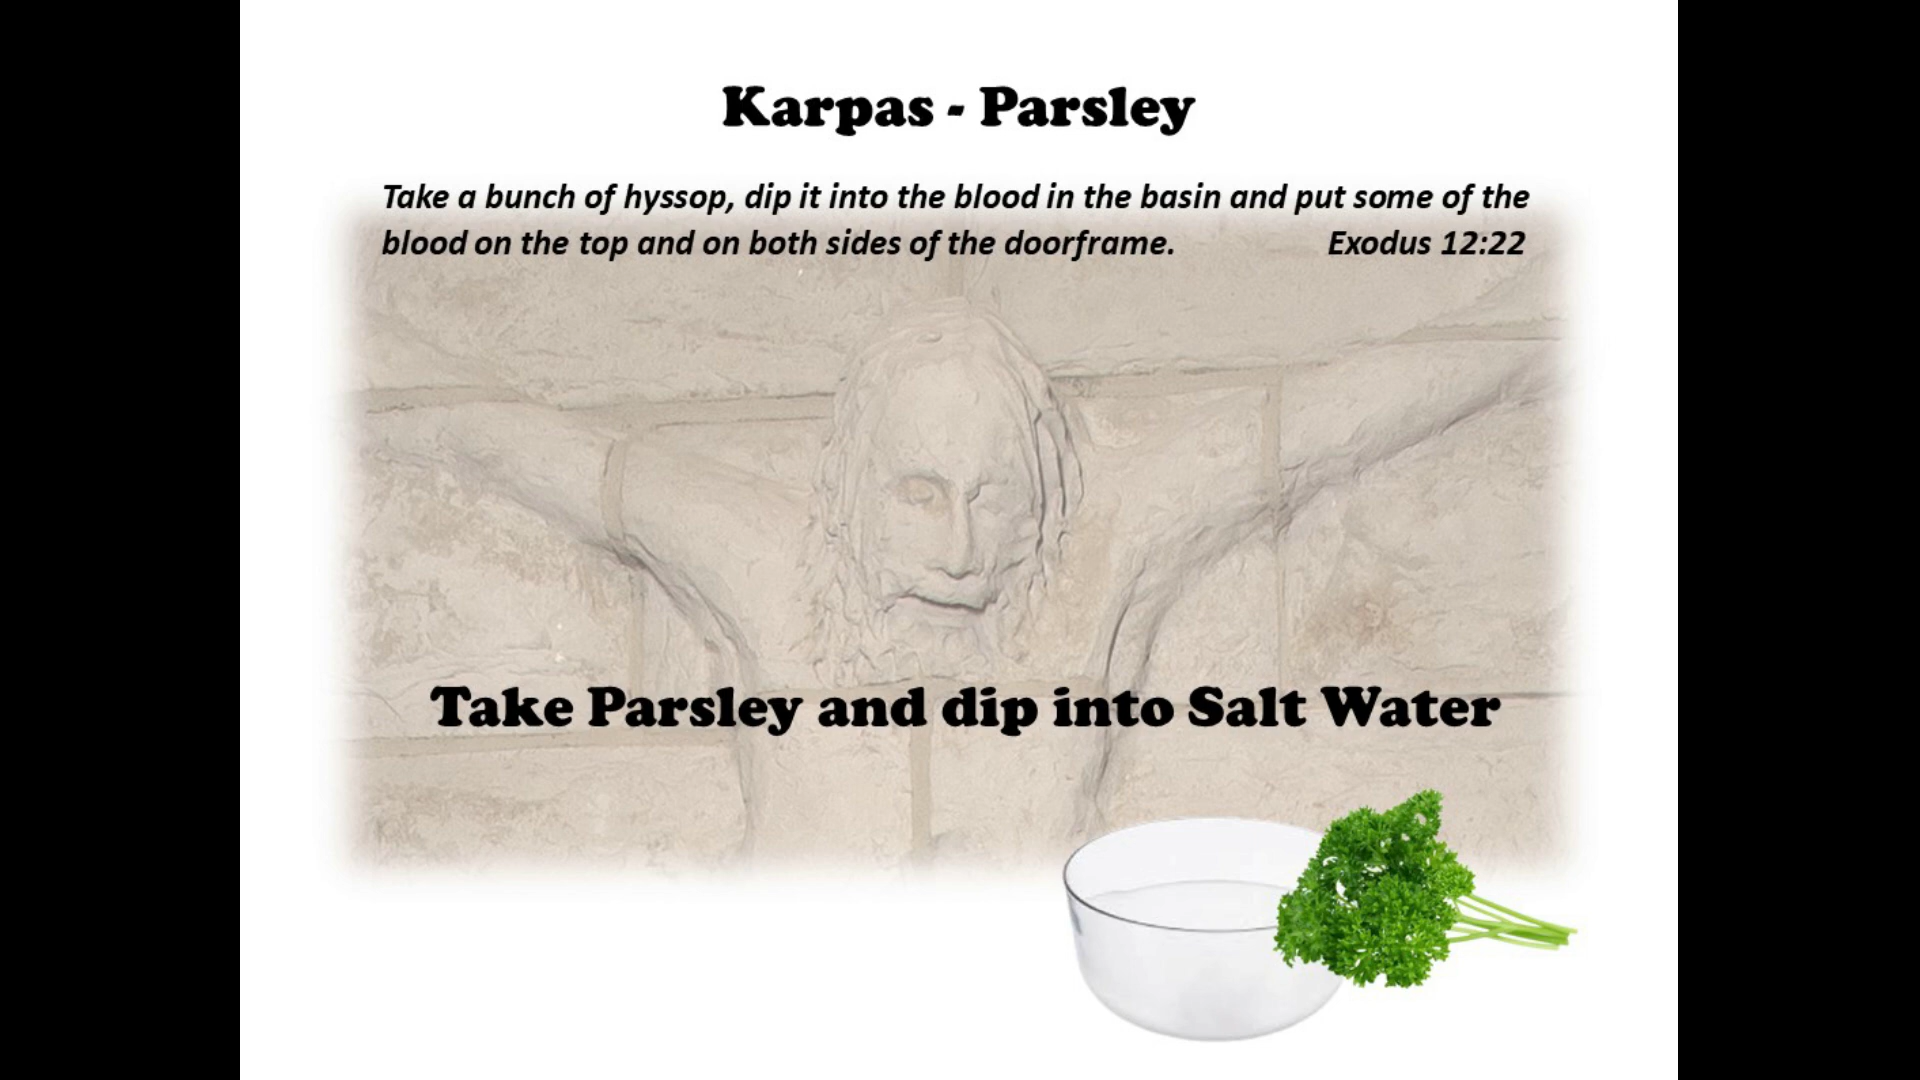 Karpas - Parsley
Take a bunch of hyssop, dip it into the blood in the basin and put some of the
blood on the top and on both sides of the doorframe. Exodus 12:22
Take Parsley and dip into Salt Water